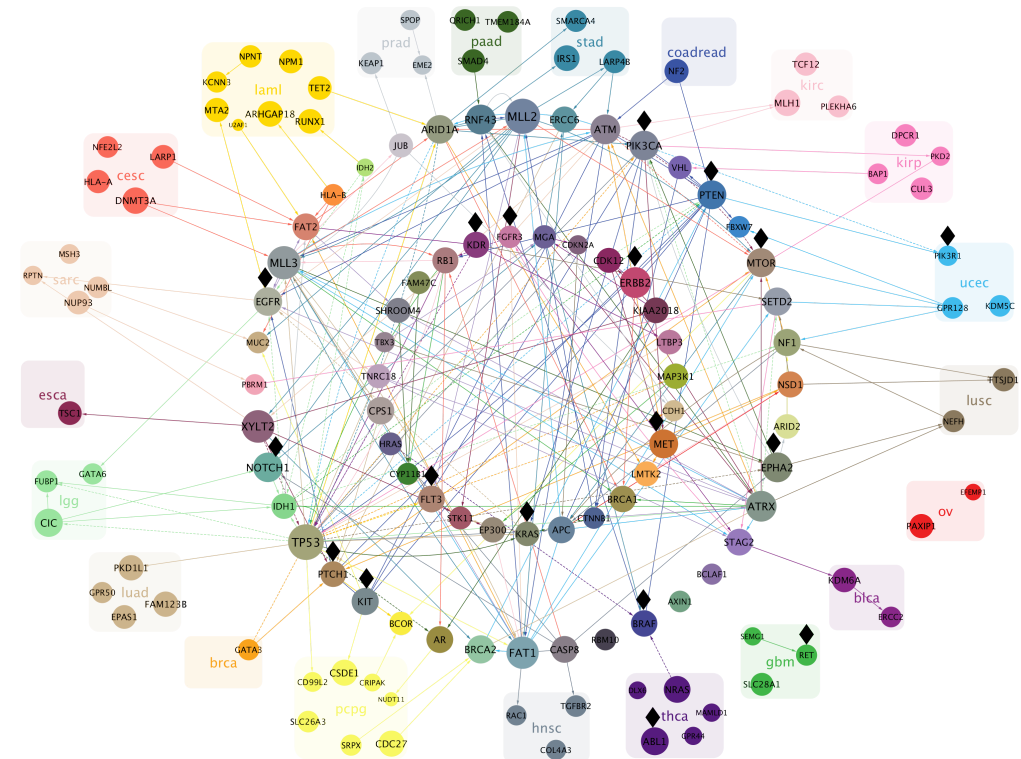 SPOP
prad
KEAP1
EME2
QRICH1
TMEM184A
paad
SMAD4
SMARCA4
stad
IRS1
LARP4B
coadread
NF2
TCF12
kirc
MLH1
PLEKHA6
NPNT
NPM1
KCNN3
laml
TET2
MTA2
ARHGAP18
U2AF1
RUNX1
NFE2L2
LARP1
cesc
HLA-A
DNMT3A
DPCR1
PKD2
kirp
BAP1
CUL3
MSH3
RPTN
sarc
NUMBL
NUP93
PIK3R1
ucec
GPR128
KDM5C
esca
TSC1
TTSJD1
lusc
NEFH
FUBP1
GATA6
lgg
CIC
EFEMP1
ov
PAXIP1
PKD1L1
GPR50
luad
FAM123B
EPAS1
KDM6A
blca
ERCC2
brca
GATA3
SEMG1
RET
gbm
SLC28A1
CSDE1
CD99L2
CRIPAK
pcpg
NUDT11
SLC26A3
SRPX
CDC27
RAC1
TGFBR2
hnsc
COL4A3
DLX6
NRAS
MAMLD1
thca
ABL1
GPR44
ARID1A
RNF43
MLL2
ERCC6
ATM
PIK3CA
JUB
IDH2
VHL
PTEN
HLA-B
FAT2
FBXW7
KDR
FGFR3
MGA
CDKN2A
MLL3
RB1
CDK12
MTOR
EGFR
FAM47C
ERBB2
SHROOM4
KIAA2018
SETD2
MUC2
TBX3
LTBP3
NF1
PBRM1
TNRC18
MAP3K1
NSD1
XYLT2
CPS1
CDH1
ARID2
HRAS
MET
NOTCH1
CYP11B1
LMTK2
EPHA2
IDH1
FLT3
BRCA1
ATRX
STK11
EP300
KRAS
APC
CTNNB1
TP53
STAG2
PTCH1
BCLAF1
KIT
AXIN1
BCOR
AR
BRCA2
FAT1
CASP8
RBM10
BRAF